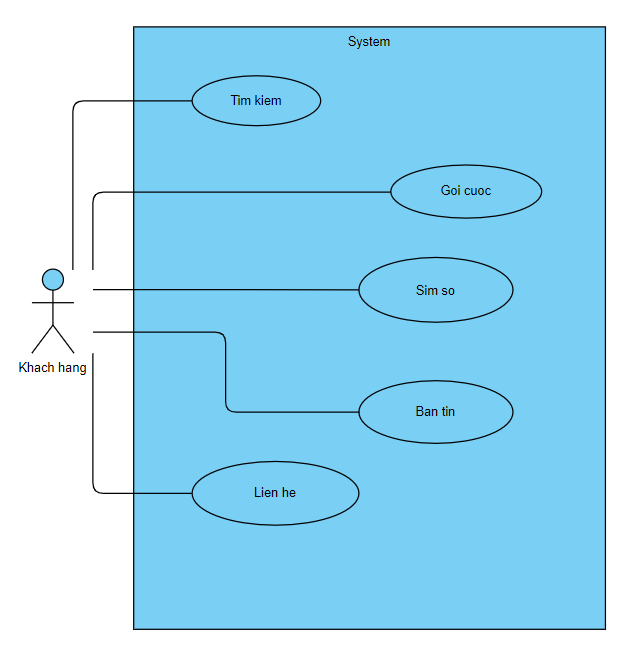 System
Tim kiem
Goi cuoc
Sim so
Khach hang
Ban tin
Lien he